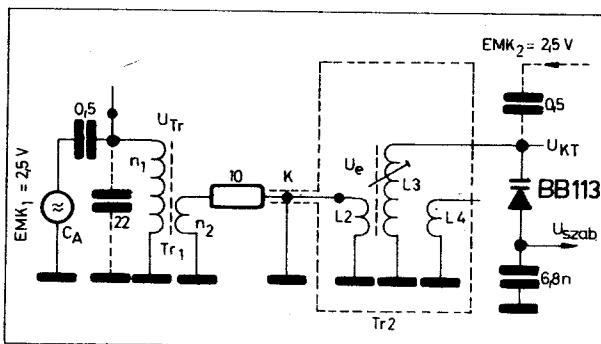 EMK₂ = 2,5 V
0,5
U_Tr
n₁
EMK₁ = 2,5 V
C_A
22
Tr₁
n₂
10
K
U_e
L2
L3
L4
Tr2
0,5
U_KT
BB113
U_szab
6,8n